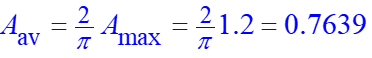 A_av = 2/π A_max = 2/π 1.2 = 0.7639